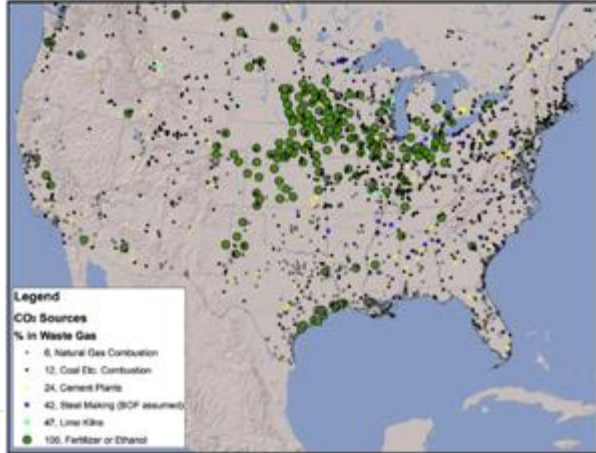 Legend
CO₂ Sources
% in Waste Gas
6, Natural Gas Combustion
12, Coal Etc. Combustion
24, Cement Plants
42, Steel Making (BOF assumed)
47, Lime Kilns
100, Fertilizer or Ethanol